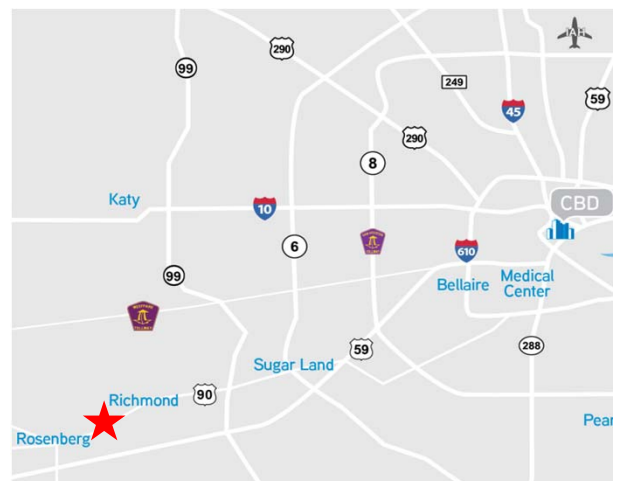 IAH
290
99
249
59
45
290
8
Katy
10
CBD
6
610
99
Bellaire
Medical
Center
288
59
Sugar Land
90
Richmond
Pear
Rosenberg